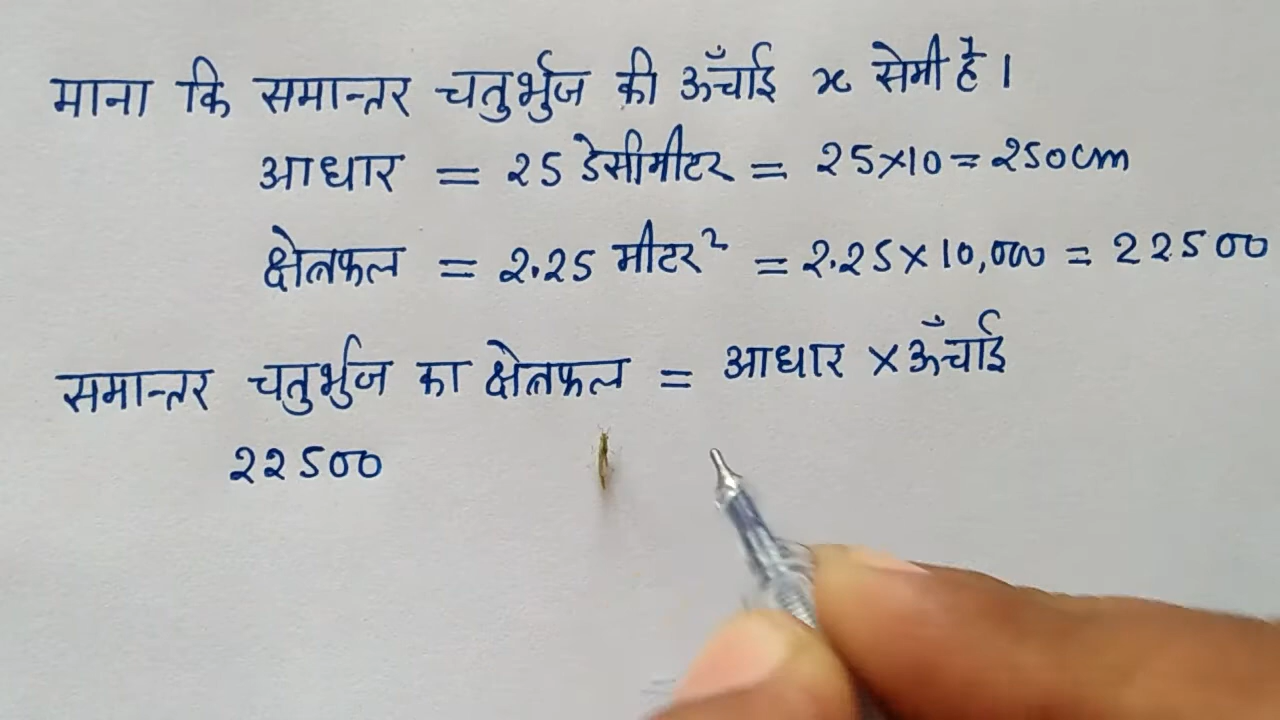 माना कि समान्तर चतुर्भुज की ऊँचाई x सेमी है।
आधार = 25 डेसीमीटर = 25×10 = 250cm
क्षेत्रफल = 2.25 मीटर² = 2.25×10,000 = 22500
समान्तर चतुर्भुज का क्षेत्रफल = आधार × ऊँचाई
22500